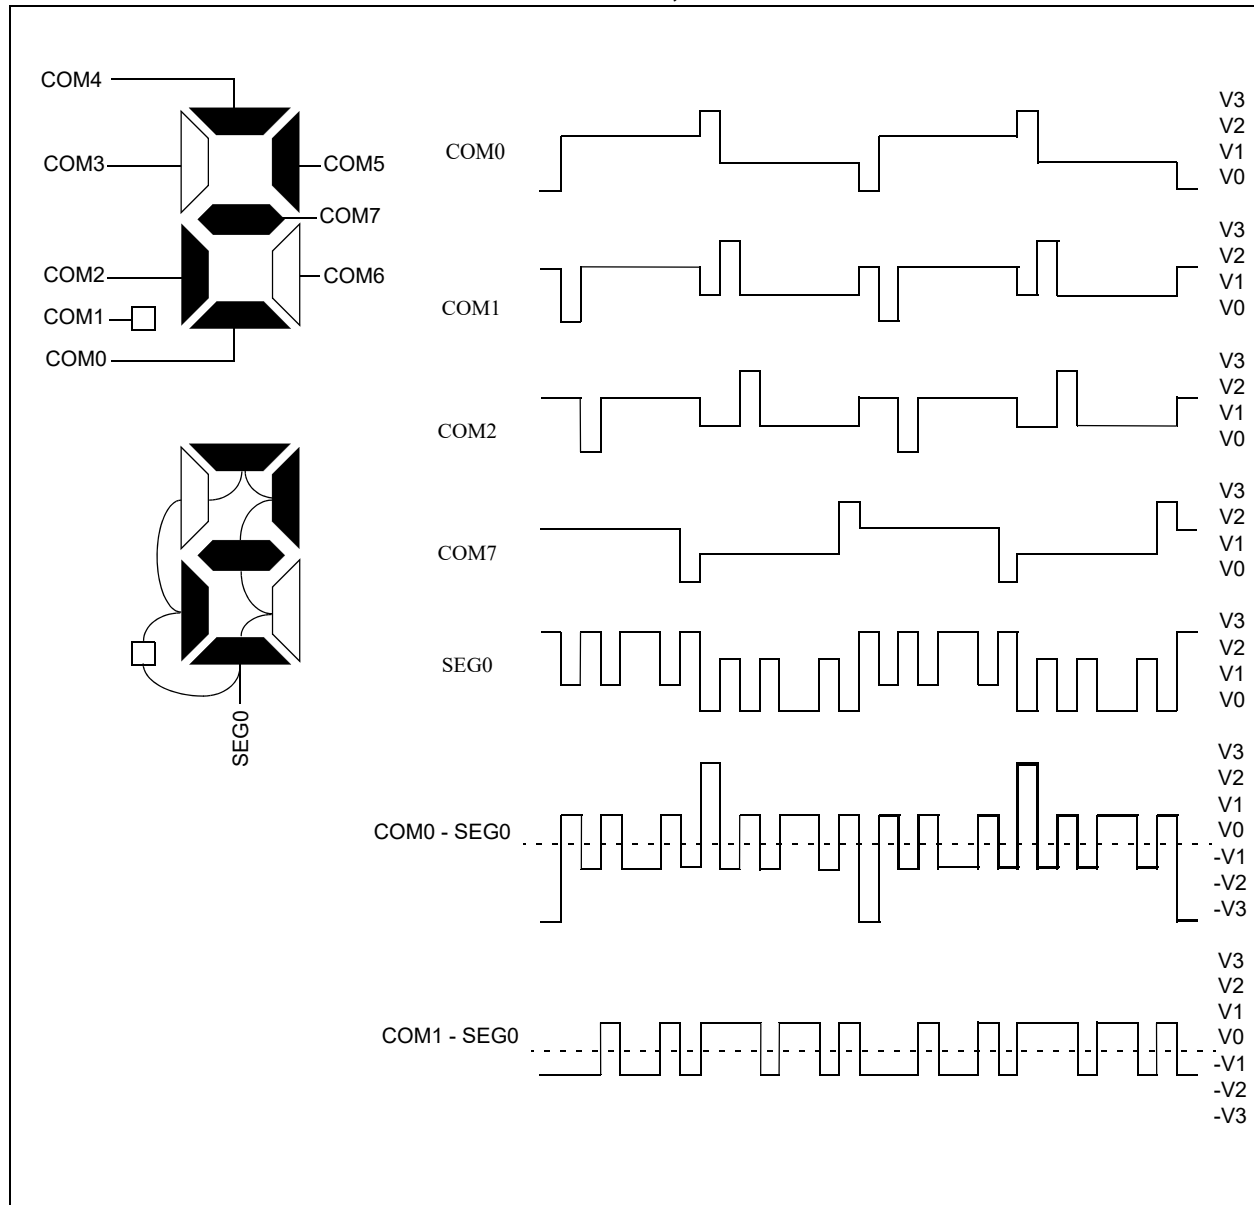 COM4
COM3
COM5
COM7
COM2
COM6
COM1
COM0
SEG0
COM0
V3
V2
V1
V0
COM1
V3
V2
V1
V0
COM2
V3
V2
V1
V0
COM7
V3
V2
V1
V0
SEG0
V3
V2
V1
V0
COM0 - SEG0
V3
V2
V1
V0
-V1
-V2
-V3
COM1 - SEG0
V3
V2
V1
V0
-V1
-V2
-V3